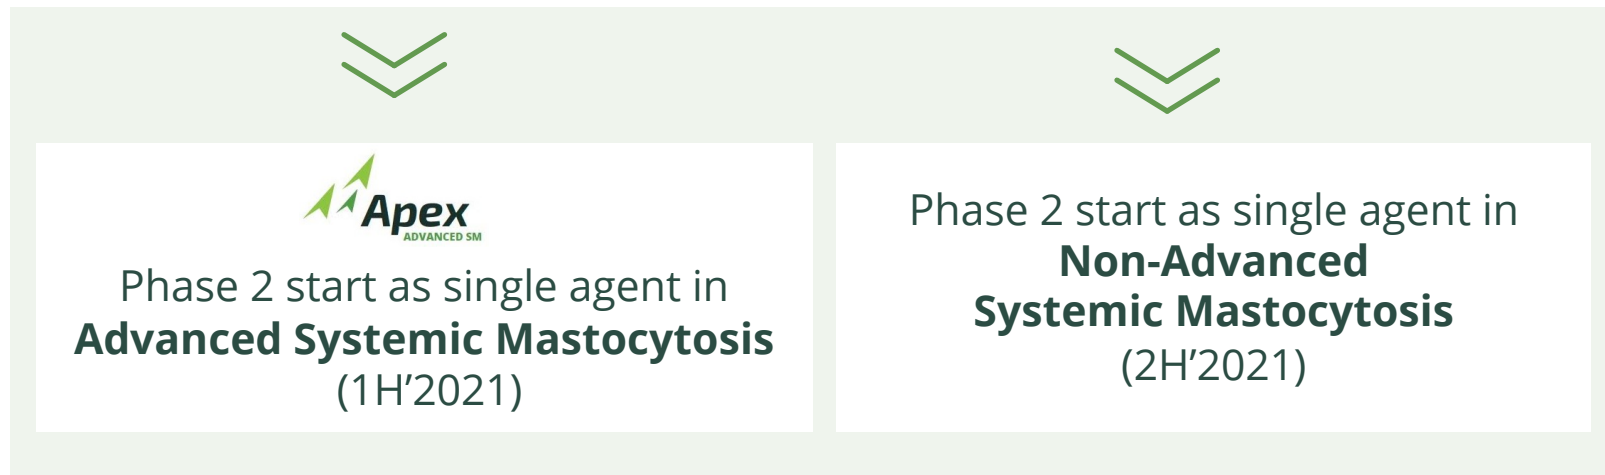 Apex
ADVANCED SM
Phase 2 start as single agent in
Advanced Systemic Mastocytosis
(1H’2021)
Phase 2 start as single agent in
Non-Advanced
Systemic Mastocytosis
(2H’2021)